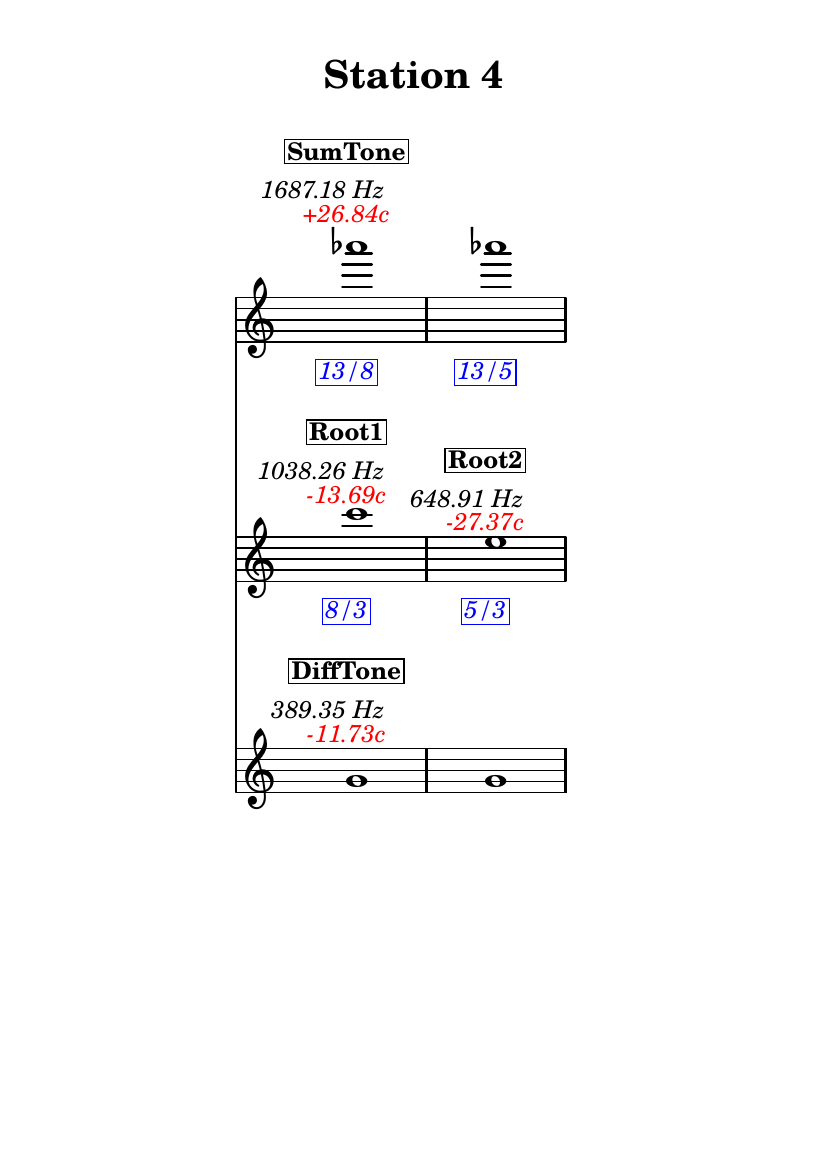 Station 4
SumTone
1687.18 Hz
+26.84c
13/8
13/5
Root1
1038.26 Hz
-13.69c
Root2
648.91 Hz
-27.37c
8/3
5/3
DiffTone
389.35 Hz
-11.73c